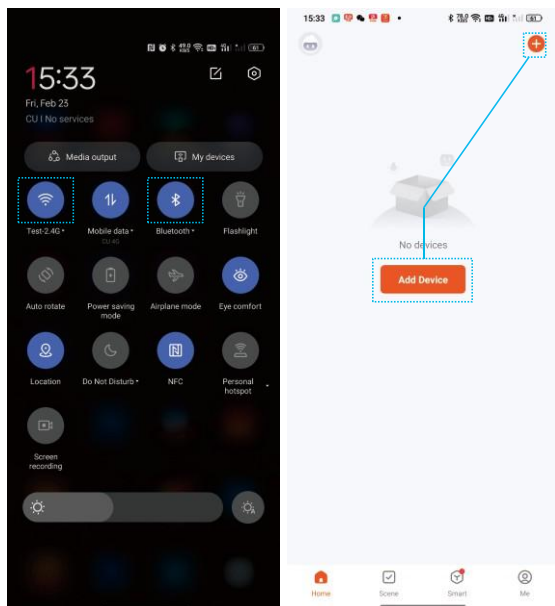 15:33
Fri, Feb 23
CU | No services
Media output
My devices
Test-2.4G
Mobile data
CU 4G
Bluetooth
Flashlight
Auto rotate
Power saving mode
Airplane mode
Eye comfort
Location
Do Not Disturb
NFC
Personal hotspot
Screen recording
15:33
No devices
Add Device
Home
Scene
Smart
Me